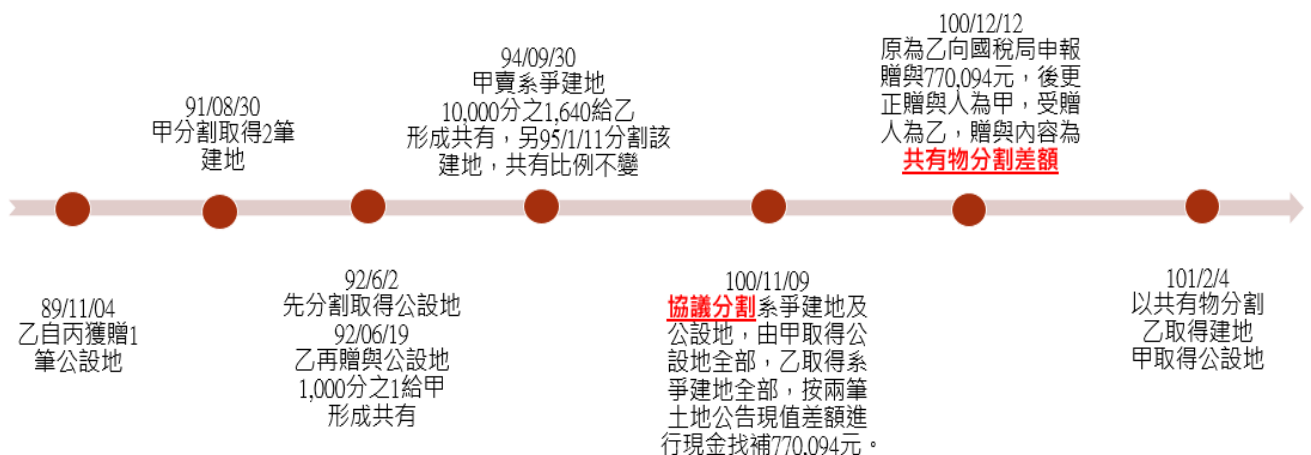 89/11/04
乙自丙獲贈1
筆公設地
91/08/30
甲分割取得2筆
建地
92/6/2
先分割取得公設地
92/06/19
乙再贈與公設地
1,000分之1給甲
形成共有
94/09/30
甲賣系爭建地
10,000分之1,640給乙
形成共有，另95/1/11分割該
建地，共有比例不變
100/11/09
協議分割系爭建地及
公設地，由甲取得公
設地全部，乙取得系
爭建地全部，按兩筆
土地公告現值差額進
行現金找補770,094元。
100/12/12
原為乙向國稅局申報
贈與770,094元，後更
正贈與人為甲，受贈
人為乙，贈與內容為
共有物分割差額
101/2/4
以共有物分割
乙取得建地
甲取得公設地